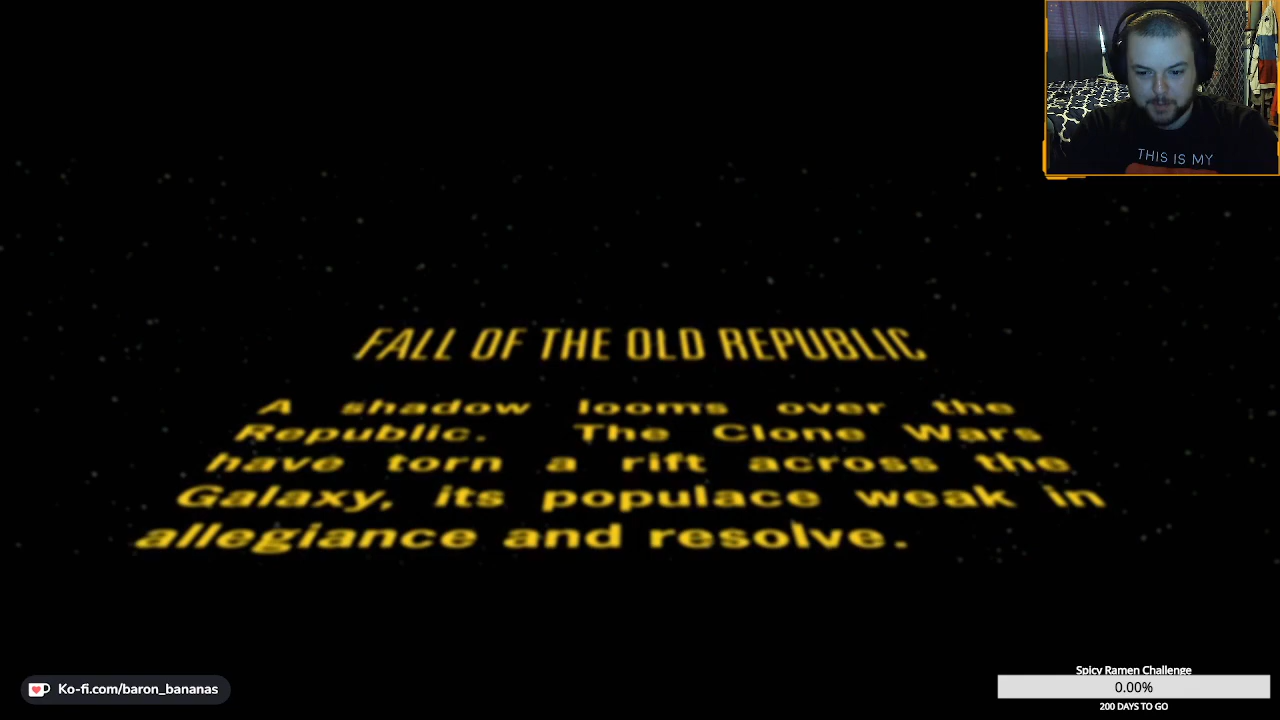 THIS IS MY
FALL OF THE OLD REPUBLIC
A shadow looms over the
Republic. The Clone Wars
have torn a rift across the
Galaxy, its populace weak in
allegiance and resolve.
Ko-fi.com/baron_bananas
Spicy Ramen Challenge
0.00%
200 DAYS TO GO